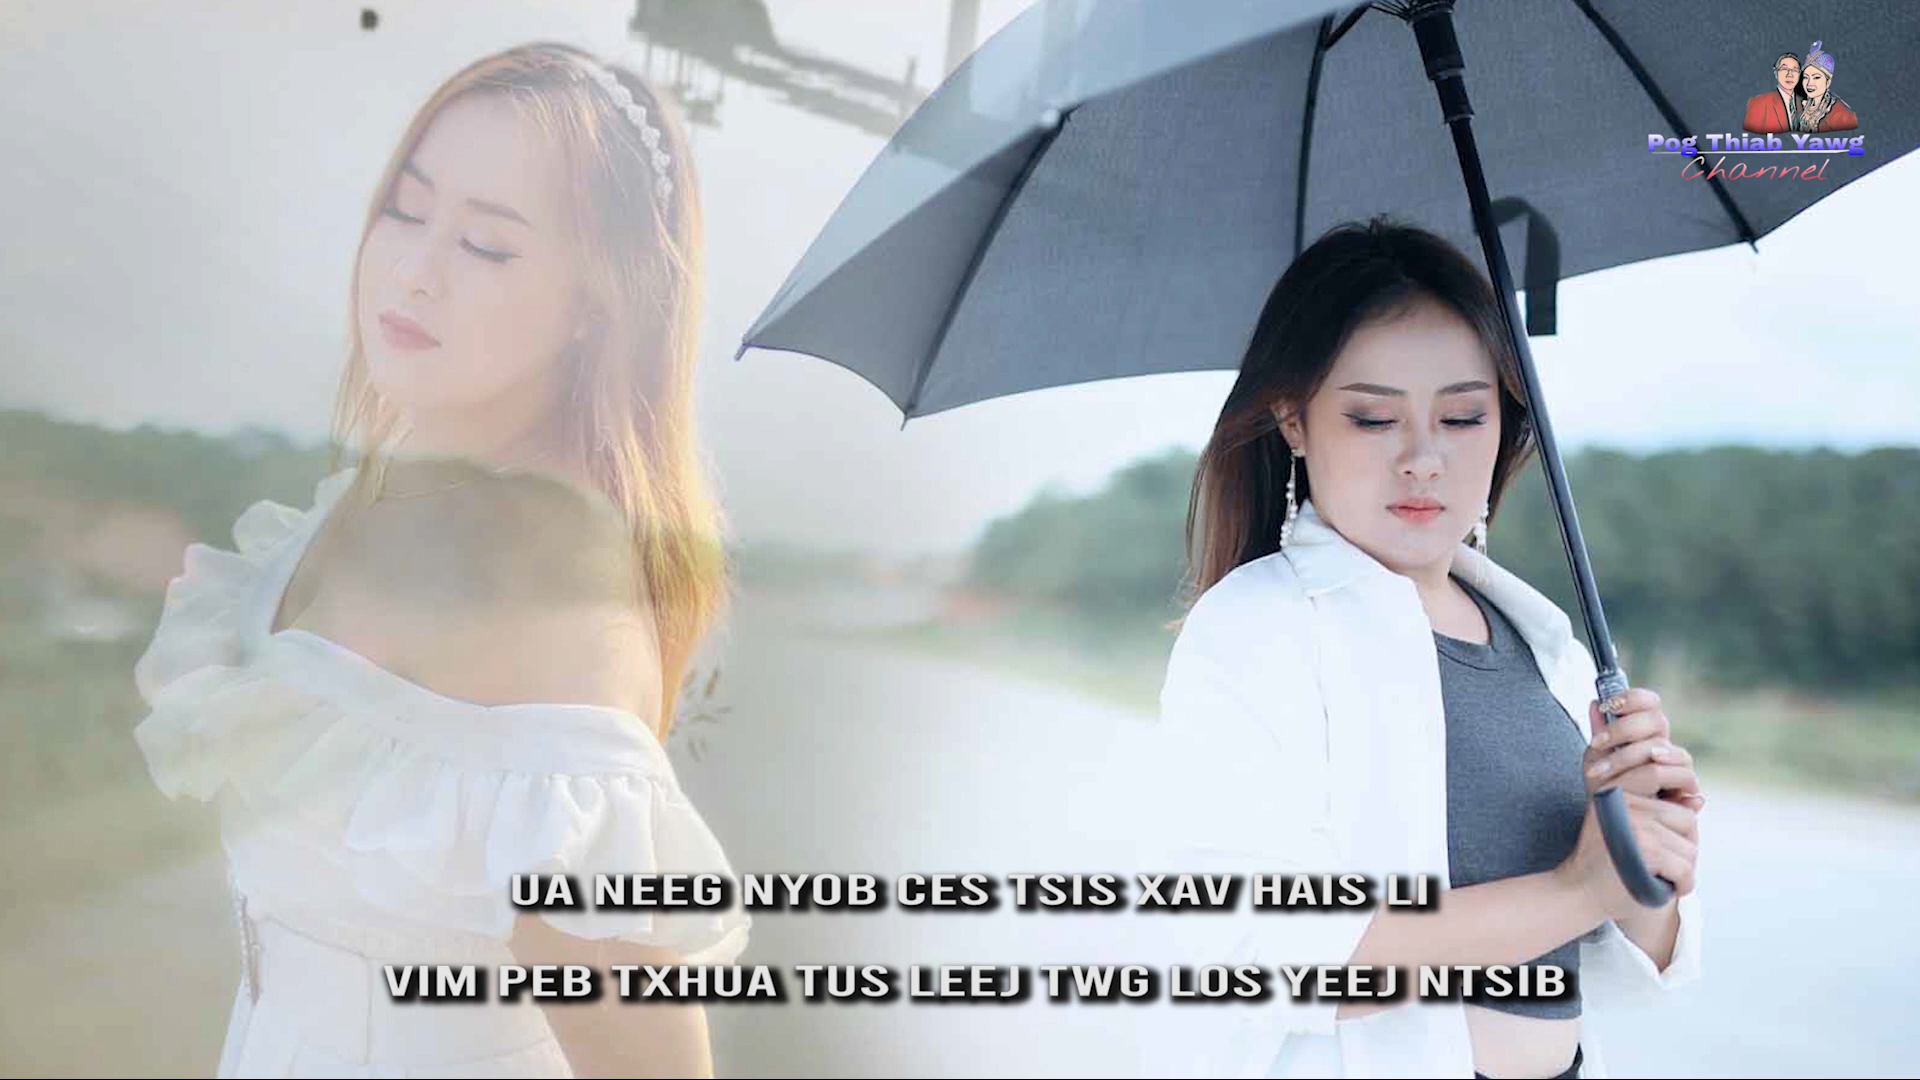 Pog Thiab Yawg
Channel
UA NEEG NYOB CES TSIS XAV HAIS LI
VIM PEB TXHUA TUS LEEJ TWG LOS YEEJ NTSIB